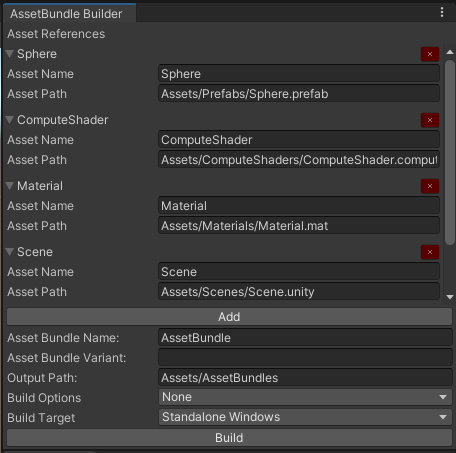 AssetBundle Builder
Asset References
Sphere
Asset Name Sphere
Asset Path Assets/Prefabs/Sphere.prefab
ComputeShader
Asset Name ComputeShader
Asset Path Assets/ComputeShaders/ComputeShader.comput
Material
Asset Name Material
Asset Path Assets/Materials/Material.mat
Scene
Asset Name Scene
Asset Path Assets/Scenes/Scene.unity
Add
Asset Bundle Name: AssetBundle
Asset Bundle Variant:
Output Path: Assets/AssetBundles
Build Options None
Build Target Standalone Windows
Build